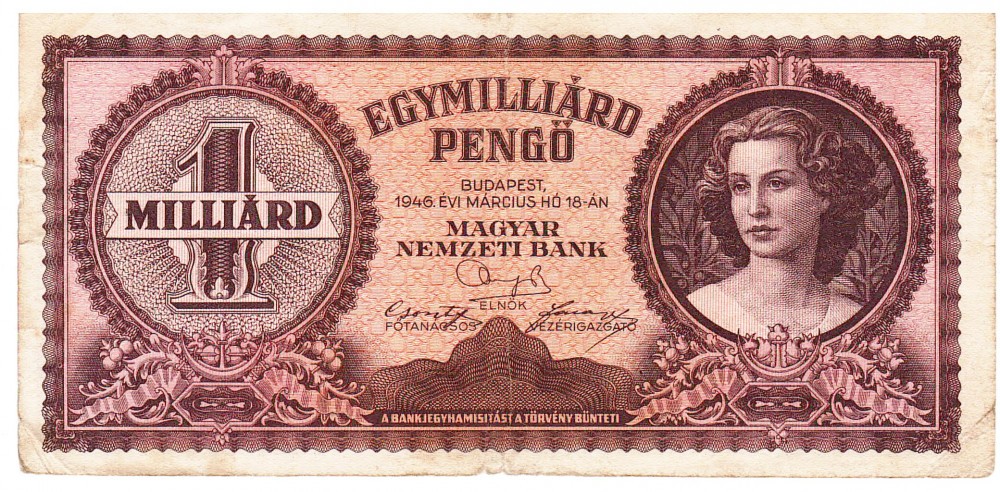 EGYMILLIÁRD
PENGŐ
1
MILLIÁRD
BUDAPEST,
1946. ÉVI MÁRCIUS HÓ 18-ÁN
MAGYAR
NEMZETI BANK
ELNÖK
FŐTANÁCSOS VEZÉRIGAZGATÓ
A BANKJEGYHAMISITÁST A TÖRVÉNY BÜNTETI